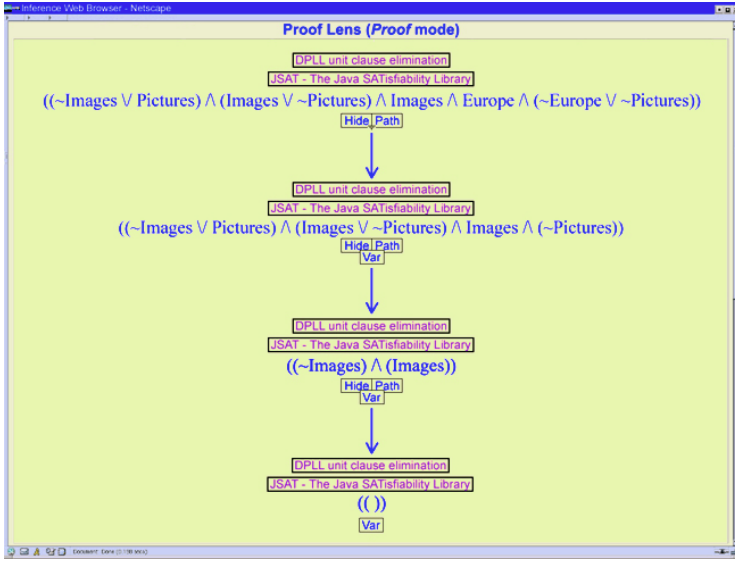 Inference Web Browser - Netscape
Proof Lens (Proof mode)
DPLL unit clause elimination
JSAT - The Java SATisfiability Library
((~Images \/ Pictures) /\ (Images \/ ~Pictures) /\ Images /\ Europe /\ (~Europe \/ ~Pictures))
Hide Path
DPLL unit clause elimination
JSAT - The Java SATisfiability Library
((~Images \/ Pictures) /\ (Images \/ ~Pictures) /\ Images /\ (~Pictures))
Hide Path
Var
DPLL unit clause elimination
JSAT - The Java SATisfiability Library
((~Images) /\ (Images))
Hide Path
Var
DPLL unit clause elimination
JSAT - The Java SATisfiability Library
(( ))
Var
Document: Done